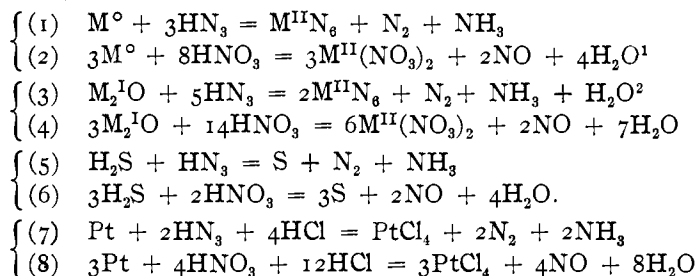 (1) M° + 3HN₃ = MᴵᴵN₆ + N₂ + NH₃
(2) 3M° + 8HNO₃ = 3Mᴵᴵ(NO₃)₂ + 2NO + 4H₂O¹
(3) M₂ᴵO + 5HN₃ = 2MᴵᴵN₆ + N₂ + NH₃ + H₂O²
(4) 3M₂ᴵO + 14HNO₃ = 6Mᴵᴵ(NO₃)₂ + 2NO + 7H₂O
(5) H₂S + HN₃ = S + N₂ + NH₃
(6) 3H₂S + 2HNO₃ = 3S + 2NO + 4H₂O.
(7) Pt + 2HN₃ + 4HCl = PtCl₄ + 2N₂ + 2NH₃
(8) 3Pt + 4HNO₃ + 12HCl = 3PtCl₄ + 4NO + 8H₂O